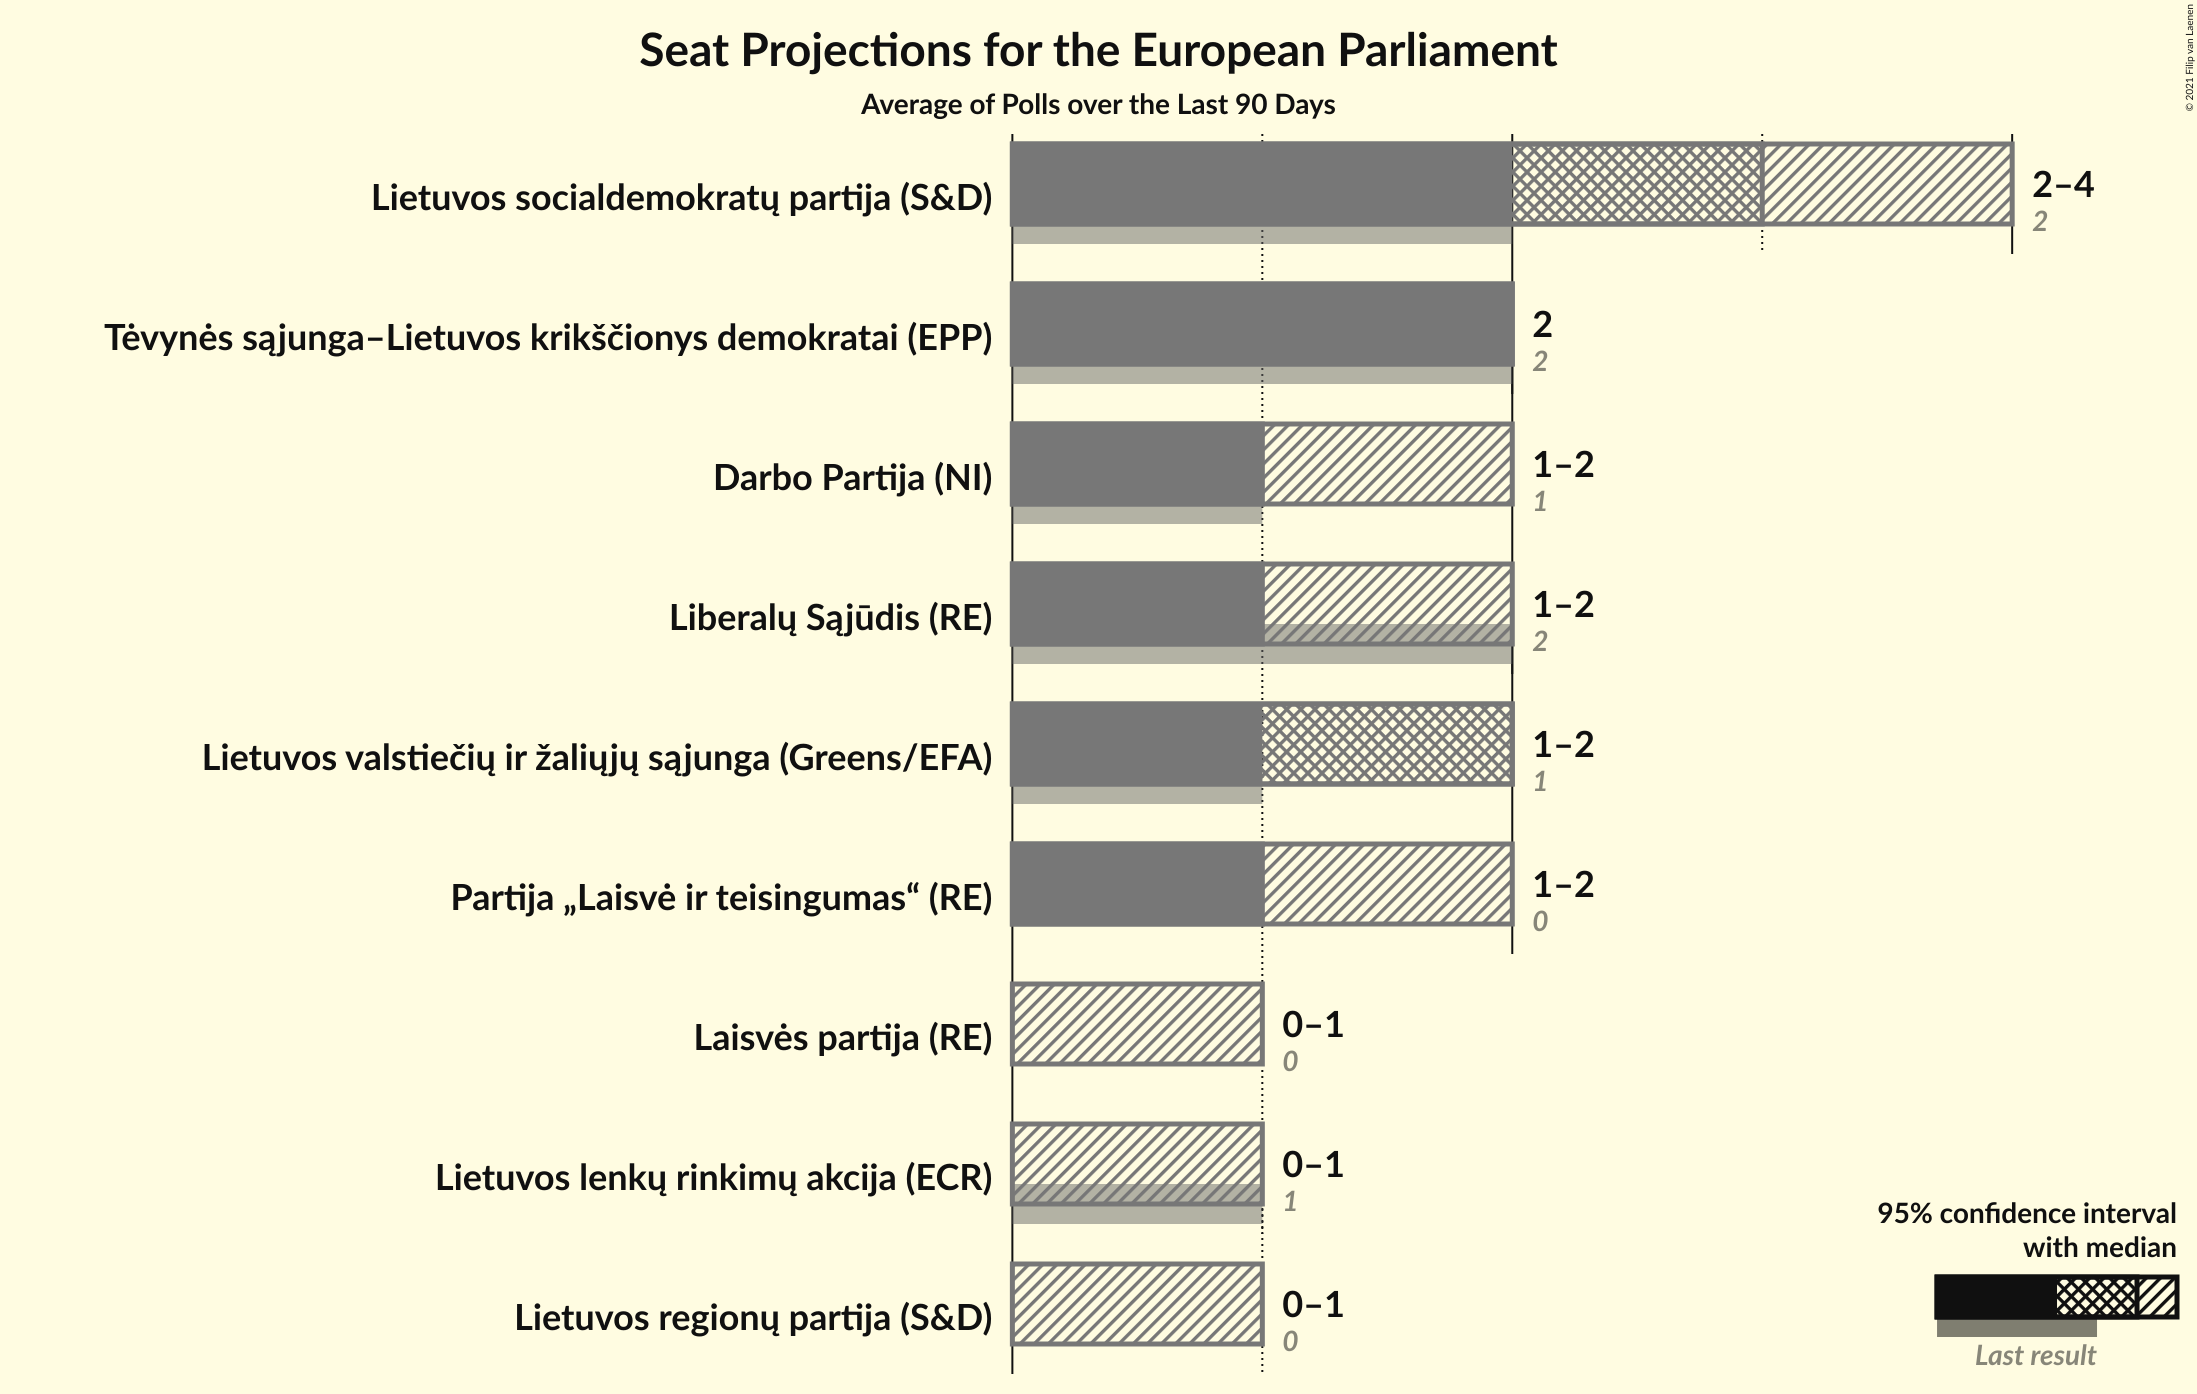 Seat Projections for the European Parliament
Average of Polls over the Last 90 Days
© 2021 Filip van Laenen
Lietuvos socialdemokratų partija (S&D)
2–4
2
Tėvynės sąjunga–Lietuvos krikščionys demokratai (EPP)
2
2
Darbo Partija (NI)
1–2
1
Liberalų Sąjūdis (RE)
1–2
2
Lietuvos valstiečių ir žaliųjų sąjunga (Greens/EFA)
1–2
1
Partija „Laisvė ir teisingumas“ (RE)
1–2
0
Laisvės partija (RE)
0–1
0
Lietuvos lenkų rinkimų akcija (ECR)
0–1
1
Lietuvos regionų partija (S&D)
0–1
0
95% confidence interval
with median
Last result